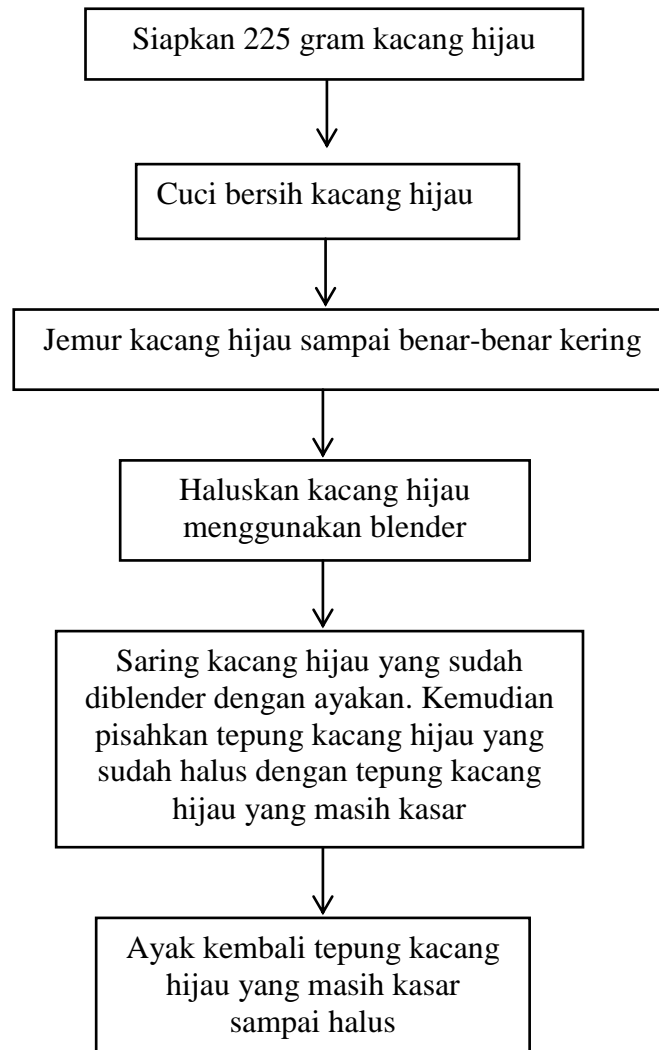 Siapkan 225 gram kacang hijau
Cuci bersih kacang hijau
Jemur kacang hijau sampai benar-benar kering
Haluskan kacang hijau
menggunakan blender
Saring kacang hijau yang sudah
diblender dengan ayakan. Kemudian
pisahkan tepung kacang hijau yang
sudah halus dengan tepung kacang
hijau yang masih kasar
Ayak kembali tepung kacang
hijau yang masih kasar
sampai halus